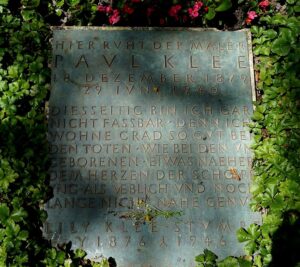 HIER RUHT DER MALER
PAUL KLEE
18. DEZEMBER 1879
29. JUNI 1940
DIESSEITIG BIN ICH GAR
NICHT FASSBAR · DENN ICH
WOHNE GRAD SO GUT BEI
DEN TOTEN · WIE BEI DEN UN
GEBORENEN · ETWAS NAEHER
DEM HERZEN DER SCHÖPF
UNG ALS UEBLICH UND NOCH
LANGE NICHT NAHE GENUG
LILY KLEE-STUMPF
1876 1946